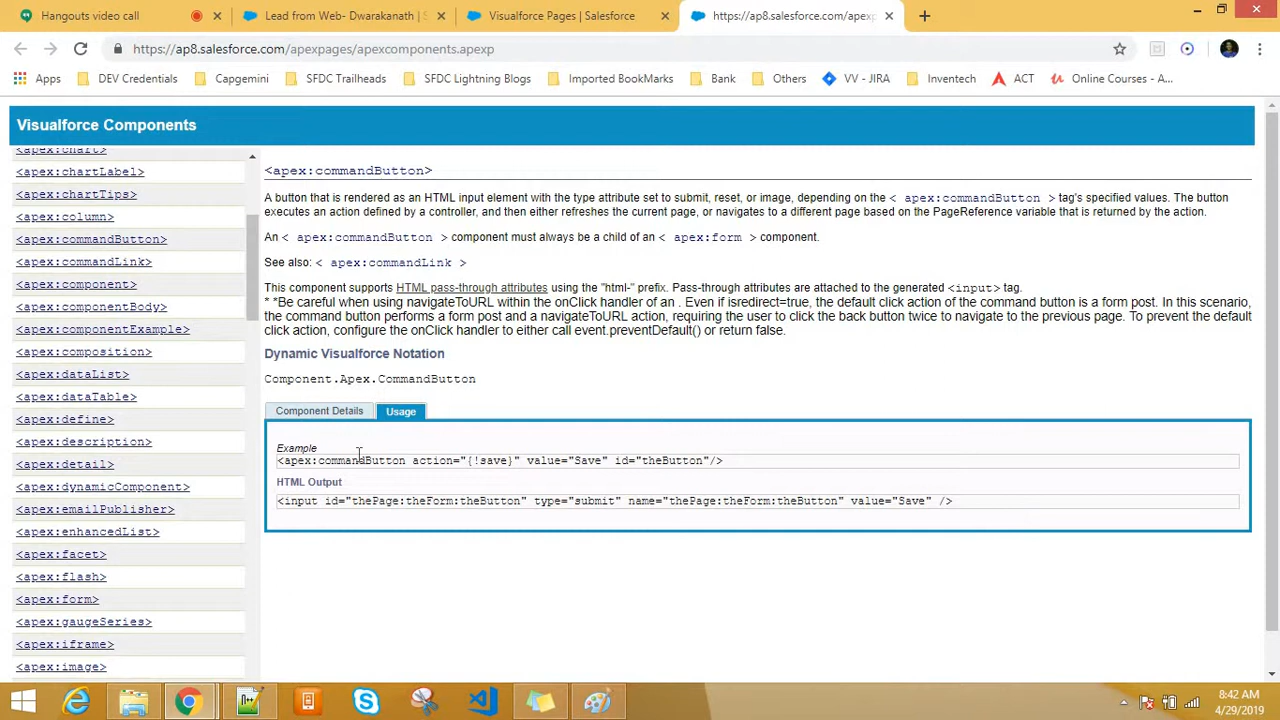 Hangouts video call
Lead from Web- Dwarakanath | S
Visualforce Pages | Salesforce
https://ap8.salesforce.com/apexp
https://ap8.salesforce.com/apexpages/apexcomponents.apexp
Apps
DEV Credentials
Capgemini
SFDC Trailheads
SFDC Lightning Blogs
Imported BookMarks
Bank
Others
VV - JIRA
Inventech
ACT
Online Courses - A...
Visualforce Components
<apex:chart>
<apex:chartLabel>
<apex:chartTips>
<apex:column>
<apex:commandButton>
<apex:commandLink>
<apex:component>
<apex:componentBody>
<apex:componentExample>
<apex:composition>
<apex:dataList>
<apex:dataTable>
<apex:define>
<apex:description>
<apex:detail>
<apex:dynamicComponent>
<apex:emailPublisher>
<apex:enhancedList>
<apex:facet>
<apex:flash>
<apex:form>
<apex:gaugeSeries>
<apex:iframe>
<apex:image>
<apex:commandButton>
A button that is rendered as an HTML input element with the type attribute set to submit, reset, or image, depending on the < apex:commandButton > tag's specified values. The button
executes an action defined by a controller, and then either refreshes the current page, or navigates to a different page based on the PageReference variable that is returned by the action.
An < apex:commandButton > component must always be a child of an < apex:form > component.
See also: < apex:commandLink >
This component supports HTML pass-through attributes using the "html-" prefix. Pass-through attributes are attached to the generated <input> tag.
* *Be careful when using navigateToURL within the onClick handler of an . Even if isredirect=true, the default click action of the command button is a form post. In this scenario,
the command button performs a form post and a navigateToURL action, requiring the user to click the back button twice to navigate to the previous page. To prevent the default
click action, configure the onClick handler to either call event.preventDefault() or return false.
Dynamic Visualforce Notation
Component.Apex.CommandButton
Component Details
Usage
Example
<apex:commandButton action="{!save}" value="Save" id="theButton"/>
HTML Output
<input id="thePage:theForm:theButton" type="submit" name="thePage:theForm:theButton" value="Save" />
8:42 AM
4/29/2019